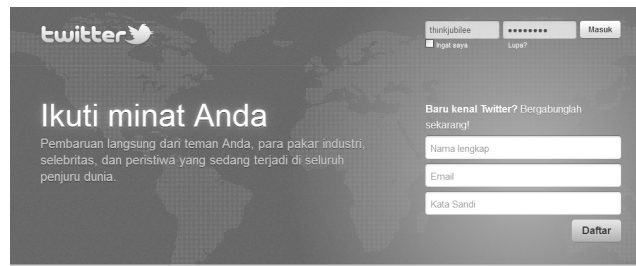 twitter
thinkjubilee
••••••••
Masuk
Ingat saya
Lupa?
Ikuti minat Anda
Pembaruan langsung dari teman Anda, para pakar industri,
selebritas, dan peristiwa yang sedang terjadi di seluruh
penjuru dunia.
Baru kenal Twitter? Bergabunglah
sekarang!
Nama lengkap
Email
Kata Sandi
Daftar